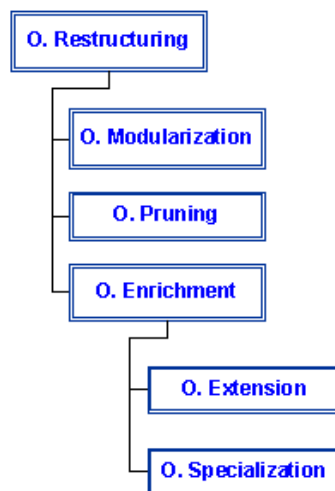 O. Restructuring
O. Modularization
O. Pruning
O. Enrichment
O. Extension
O. Specialization